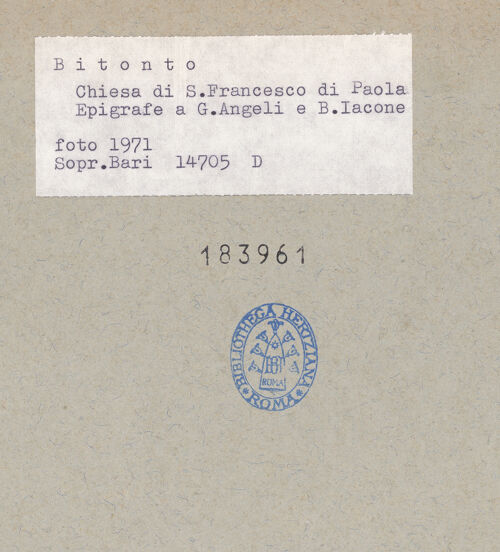 Bitonto
Chiesa di S.Francesco di Paola
Epigrafe a G.Angeli e B.Iacone
foto 1971
Sopr.Bari 14705 D
183961
BIBLIOTHECA HERTZIANA
ROMA
ROMA